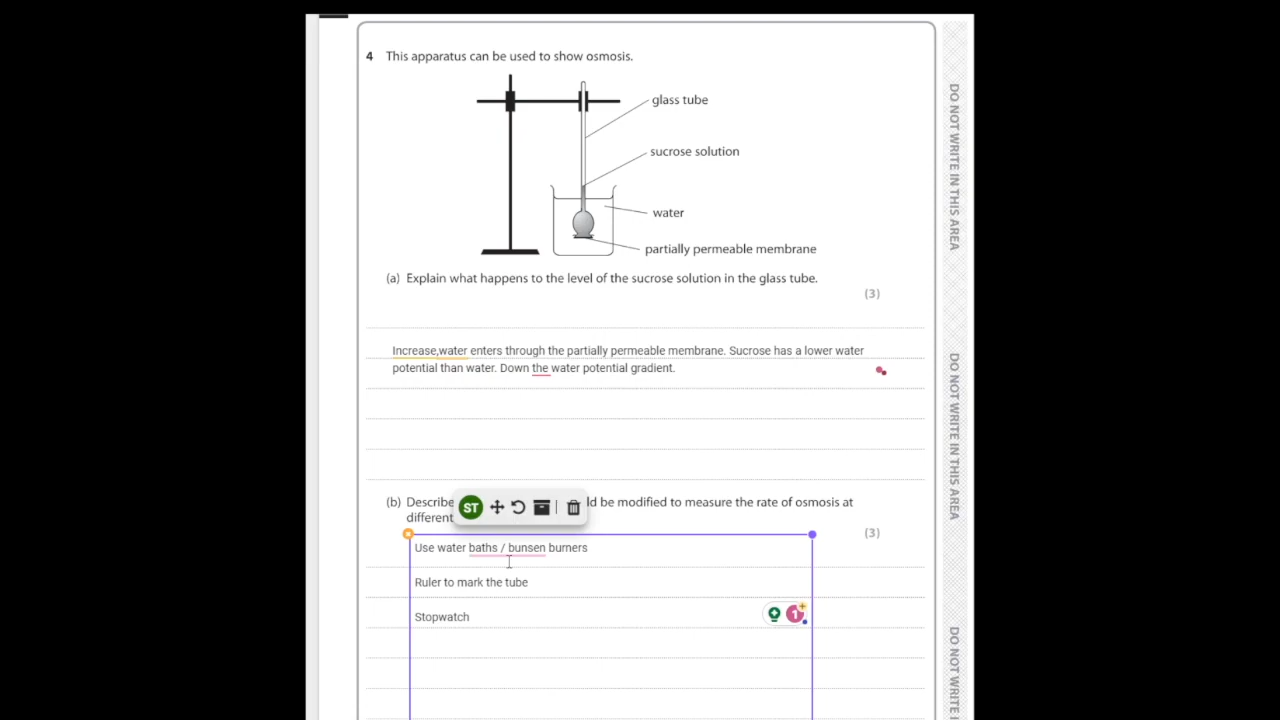 4 This apparatus can be used to show osmosis.
glass tube
sucrose solution
water
partially permeable membrane
(a) Explain what happens to the level of the sucrose solution in the glass tube.
(3)
Increase,water enters through the partially permeable membrane. Sucrose has a lower water
potential than water. Down the water potential gradient.
(b) Describe
ld be modified to measure the rate of osmosis at
different
ST
(3)
Use water baths / bunsen burners
Ruler to mark the tube
Stopwatch
1
DO NOT WRITE IN THIS AREA
DO NOT WRITE IN THIS AREA
DO NOT WRITE